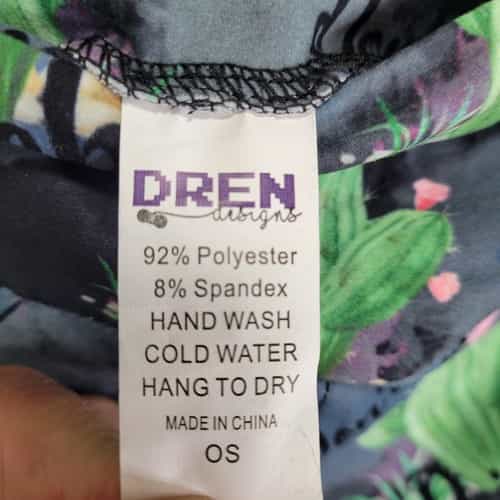 DREN
designs
92% Polyester
8% Spandex
HAND WASH
COLD WATER
HANG TO DRY
MADE IN CHINA
OS